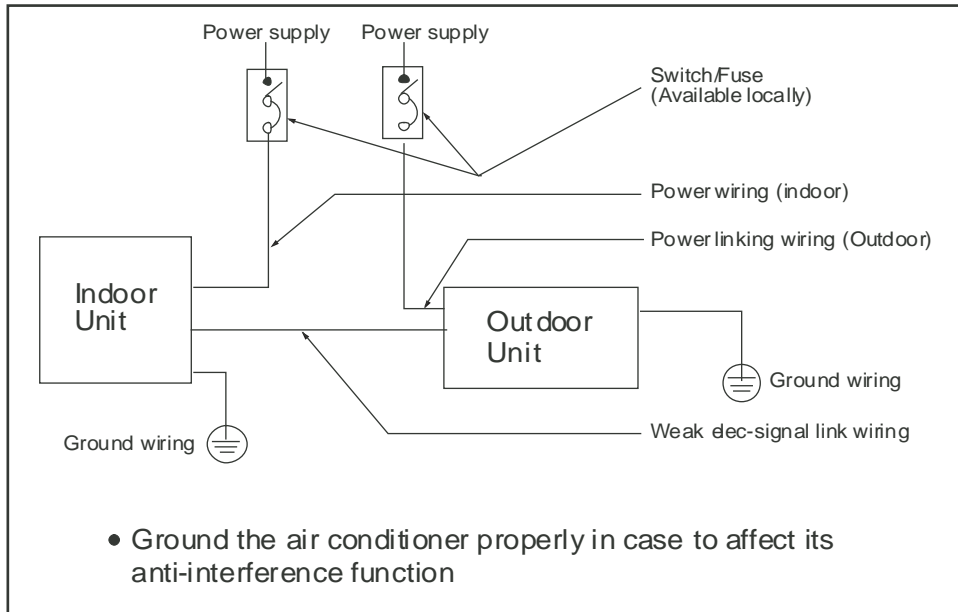 Power supply
Power supply
Switch/Fuse
(Available locally)
Power wiring (indoor)
Power linking wiring (Outdoor)
Indoor
Unit
Outdoor
Unit
Ground wiring
Ground wiring
Weak elec-signal link wiring
• Ground the air conditioner properly in case to affect its
anti-interference function